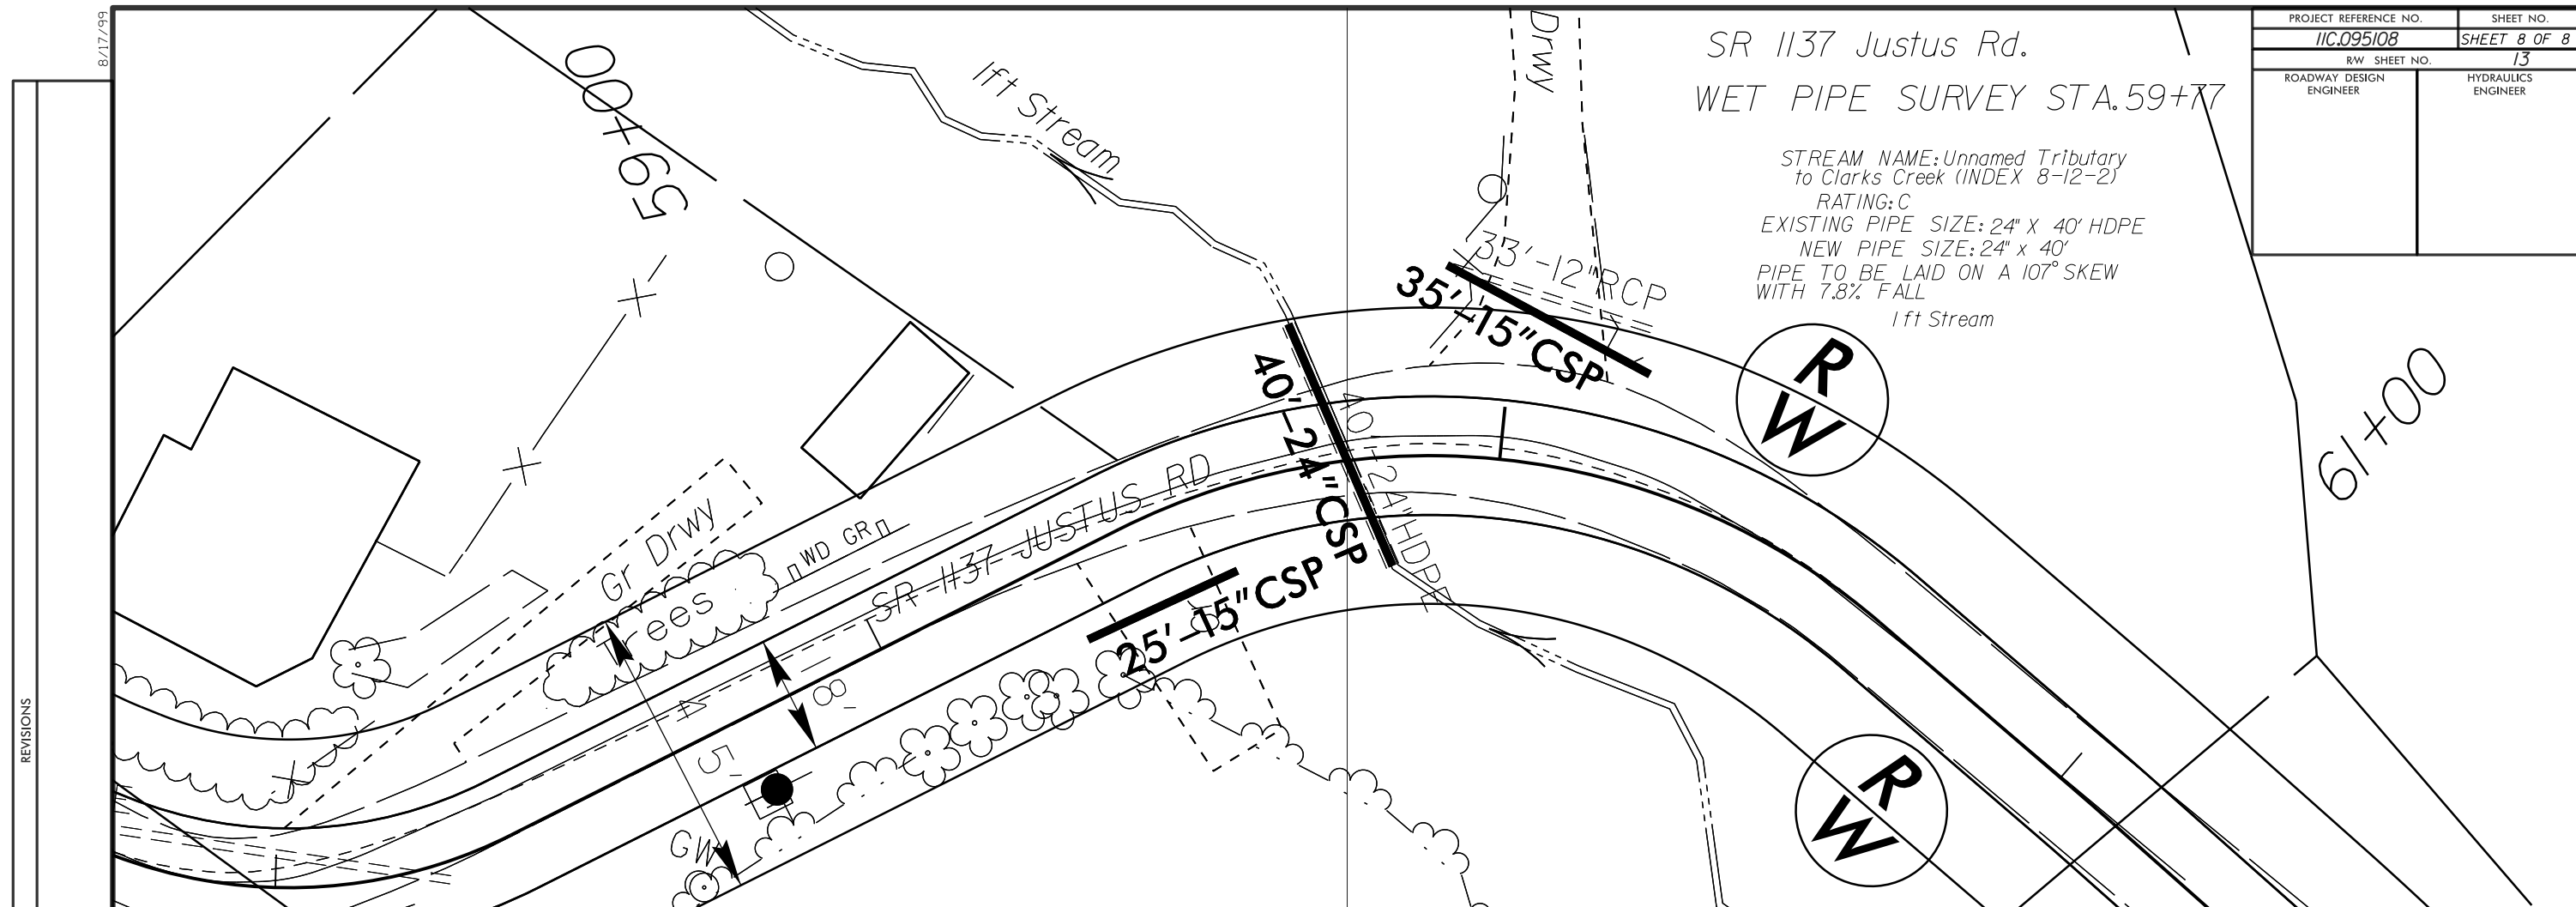 8/17/99
REVISIONS
PROJECT REFERENCE NO.
SHEET NO.
11C.095108
SHEET 8 OF 8
RW SHEET NO.
13
ROADWAY DESIGN
ENGINEER
HYDRAULICS
ENGINEER
SR 1137 Justus Rd.
WET PIPE SURVEY STA. 59+77
STREAM NAME: Unnamed Tributary
to Clarks Creek (INDEX 8-12-2)
RATING: C
EXISTING PIPE SIZE: 24" X 40' HDPE
NEW PIPE SIZE: 24" x 40'
PIPE TO BE LAID ON A 107° SKEW
WITH 7.8% FALL
1 ft Stream
59+00
1ft Stream
Drwy
33'-12"RCP
35'-15"CSP
R
W
61+00
40'-24"CSP
40'-24"HDPE
SR 1137 JUSTUS RD
WD GR
Gr Drwy
Trees
25'-15"CSP
18'
45'
GW
R
W